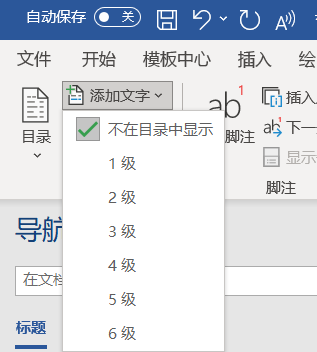 自动保存 关
文件 开始 模板中心 插入
目录
添加文字
不在目录中显示
1 级
2 级
3 级
4 级
5 级
6 级
ab¹
脚注
插入
下一
显示
脚注
导航
在文档
标题